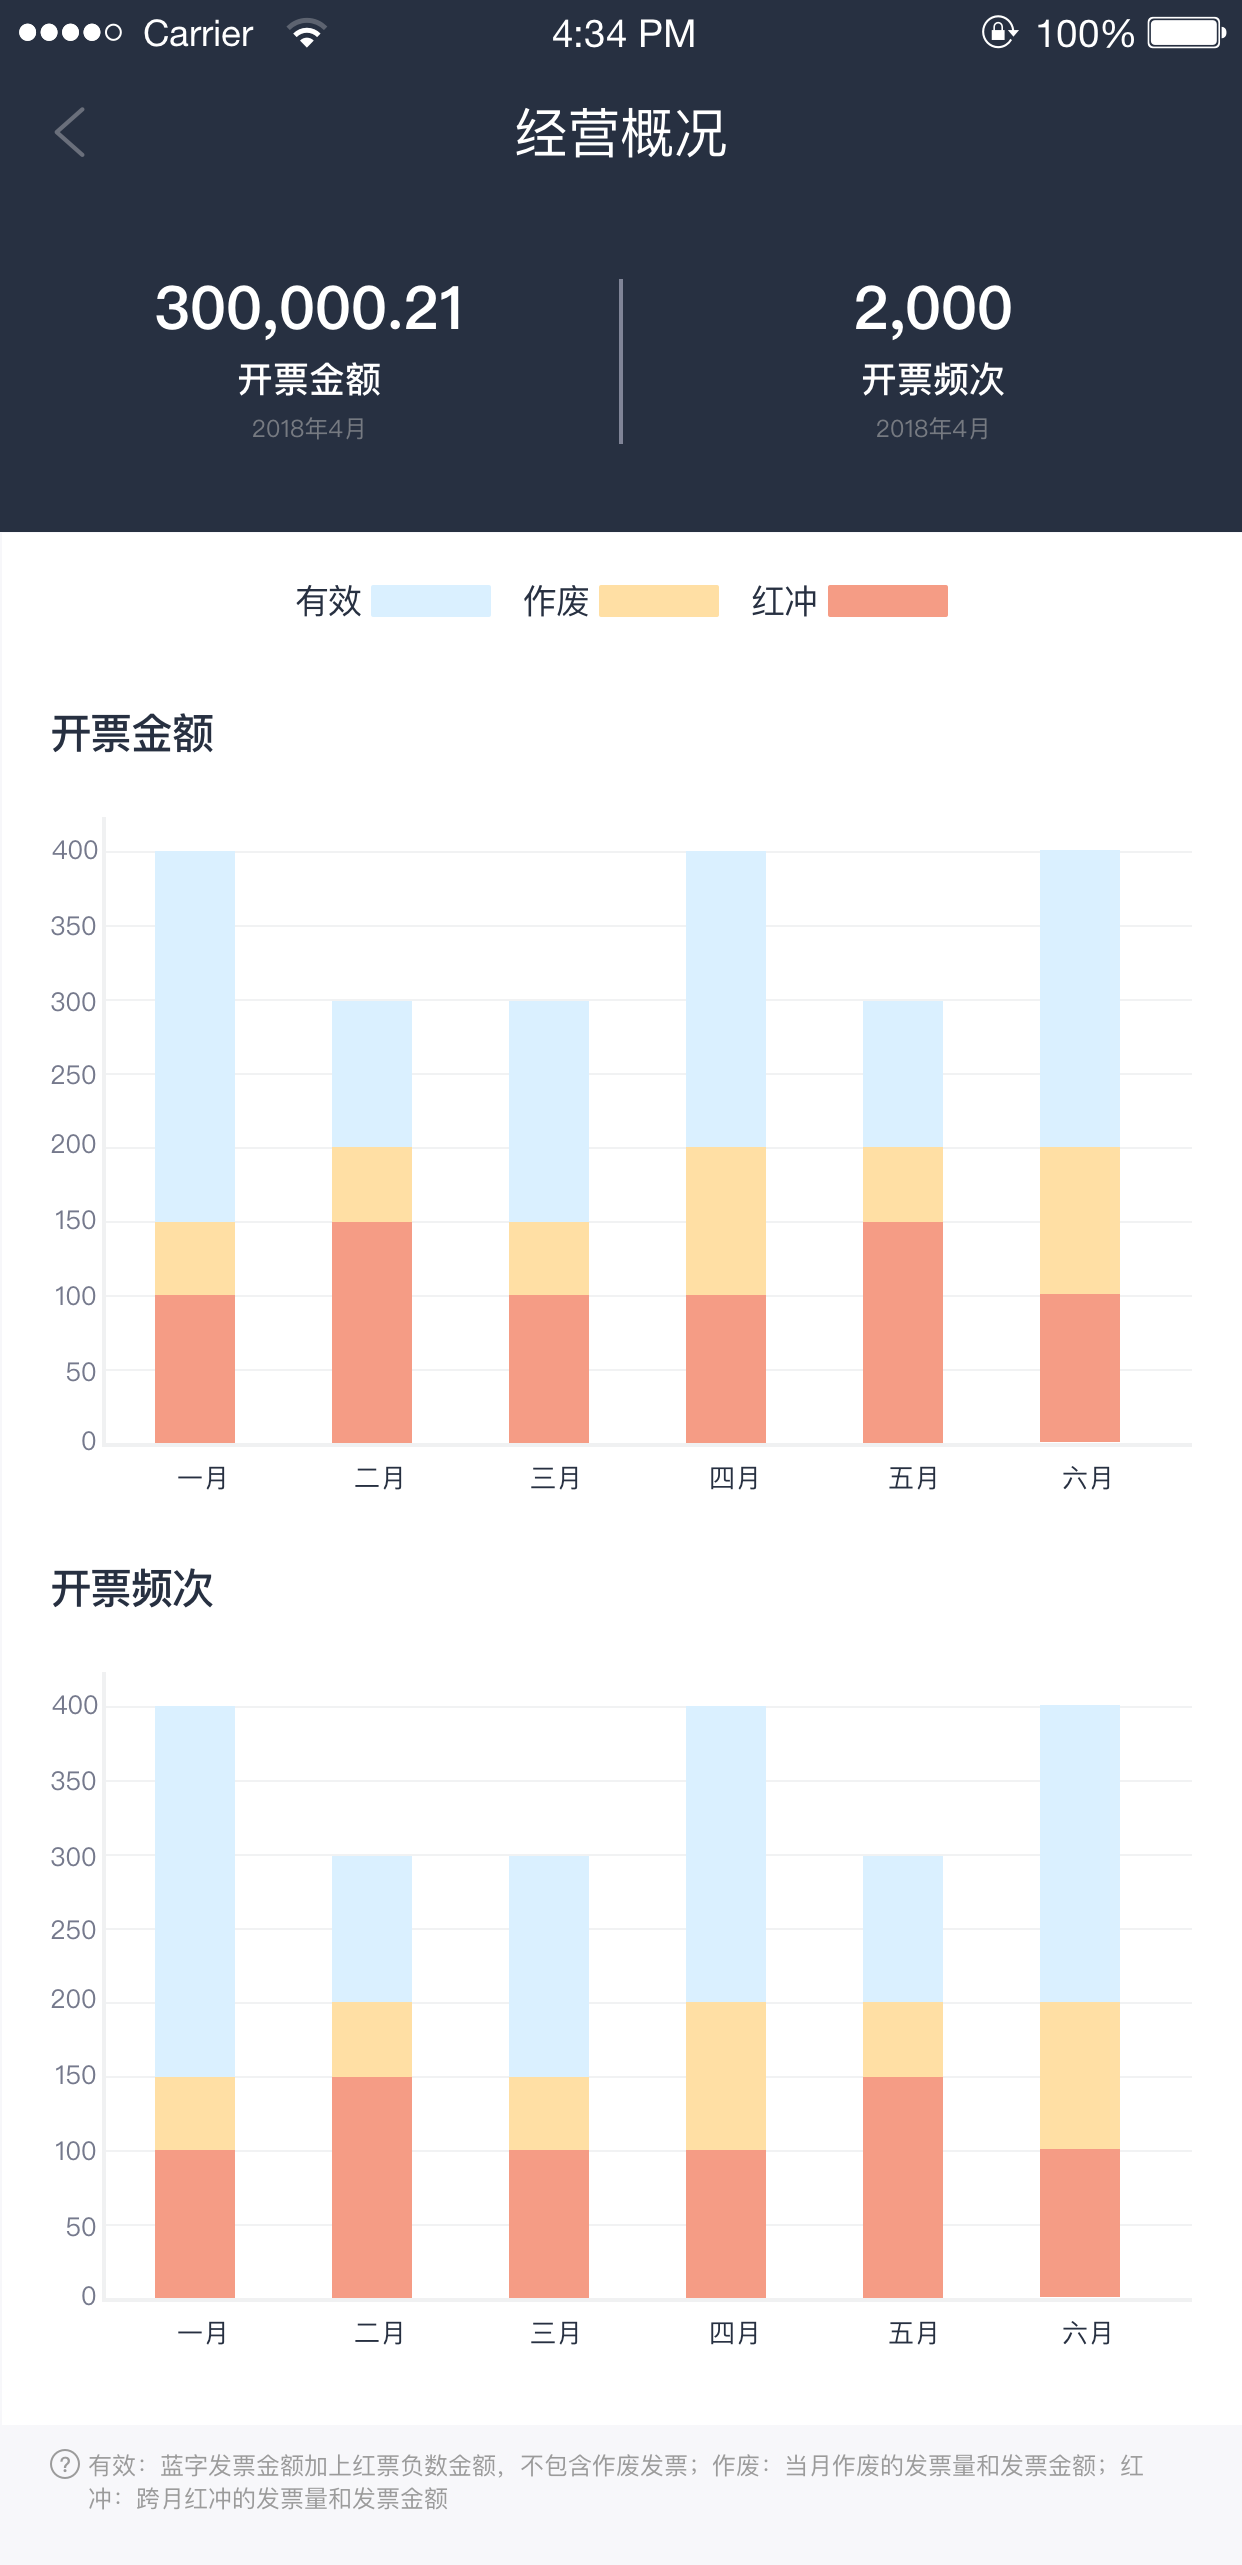 Carrier 4:34 PM 100%
经营概况
300,000.21 2,000
开票金额 开票频次
2018年4月 2018年4月
有效 作废 红冲
开票金额
400
350
300
250
200
150
100
50
0
一月 二月 三月 四月 五月 六月
开票频次
400
350
300
250
200
150
100
50
0
一月 二月 三月 四月 五月 六月
? 有效：蓝字发票金额加上红票负数金额，不包含作废发票；作废：当月作废的发票量和发票金额；红
冲：跨月红冲的发票量和发票金额